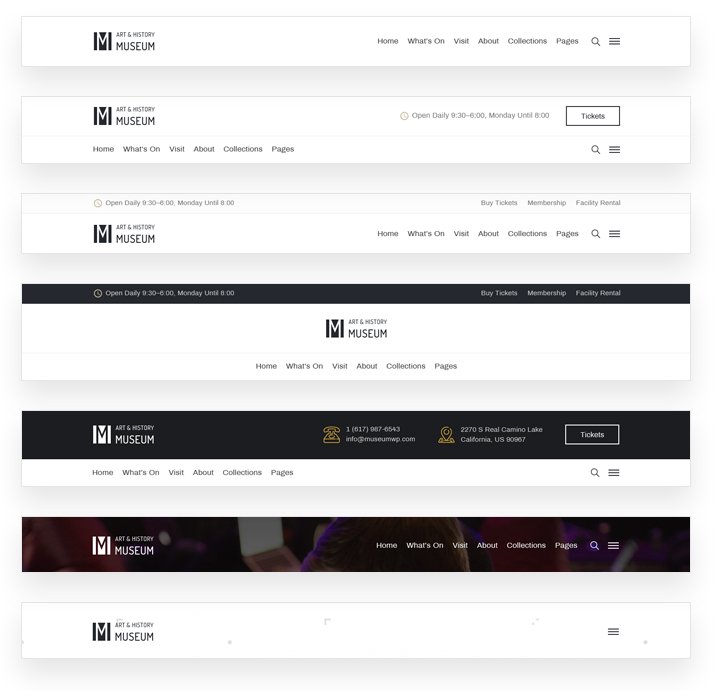 ART & HISTORY
MUSEUM
Home What's On Visit About Collections Pages
ART & HISTORY
MUSEUM
Open Daily 9:30–6:00, Monday Until 8:00
Tickets
Home What's On Visit About Collections Pages
Open Daily 9:30–6:00, Monday Until 8:00
Buy Tickets Membership Facility Rental
ART & HISTORY
MUSEUM
Home What's On Visit About Collections Pages
Open Daily 9:30–6:00, Monday Until 8:00
Buy Tickets Membership Facility Rental
ART & HISTORY
MUSEUM
Home What's On Visit About Collections Pages
ART & HISTORY
MUSEUM
1 (617) 987-6543
info@museumwp.com
2270 S Real Camino Lake
California, US 90967
Tickets
Home What's On Visit About Collections Pages
ART & HISTORY
MUSEUM
Home What's On Visit About Collections Pages
ART & HISTORY
MUSEUM